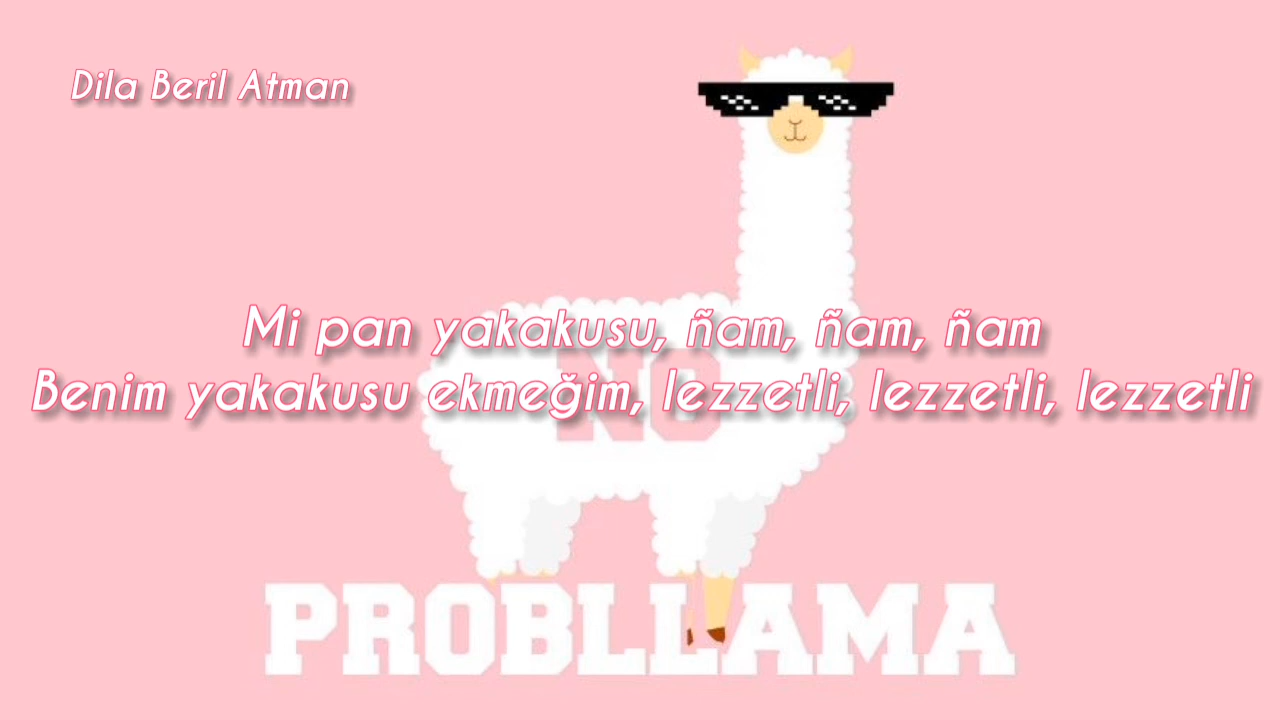 Dila Beril Atman
Mi pan yakakusu, ñam, ñam, ñam
Benim yakakusu ekmeğim, lezzetli, lezzetli, lezzetli
NO
PROBLLAMA